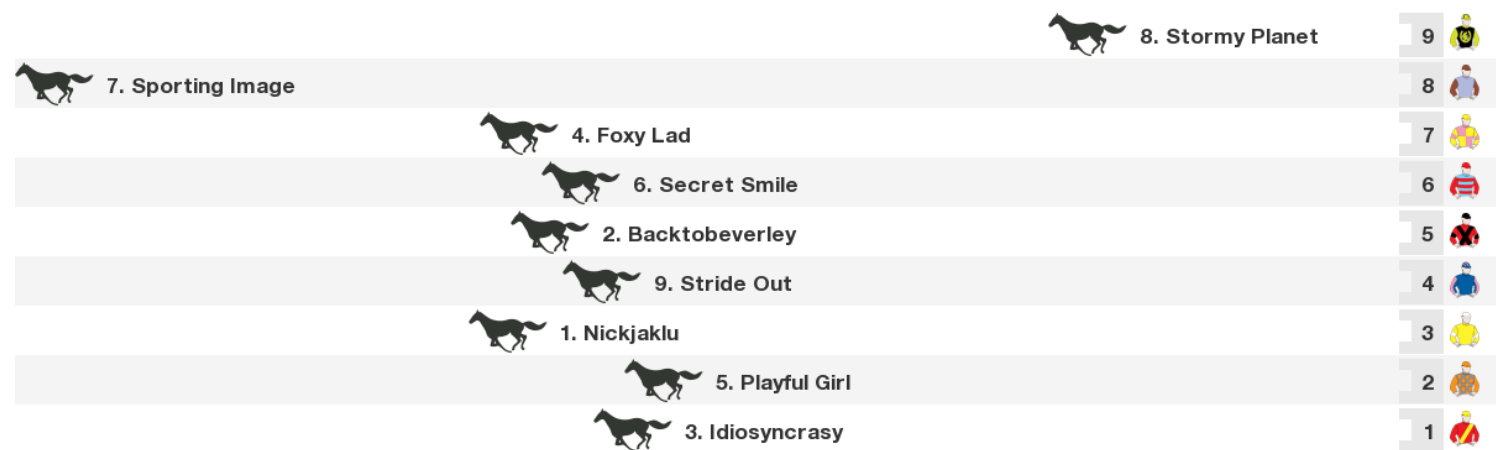 8. Stormy Planet 9
7. Sporting Image 8
4. Foxy Lad 7
6. Secret Smile 6
2. Backtobeverley 5
9. Stride Out 4
1. Nickjaklu 3
5. Playful Girl 2
3. Idiosyncrasy 1